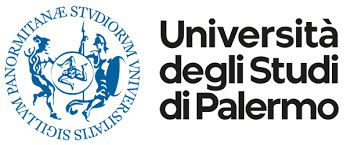 SIGILLVM PANORMITANÆ STVDIORVM VNIVERSITATIS
Università
degli Studi
di Palermo